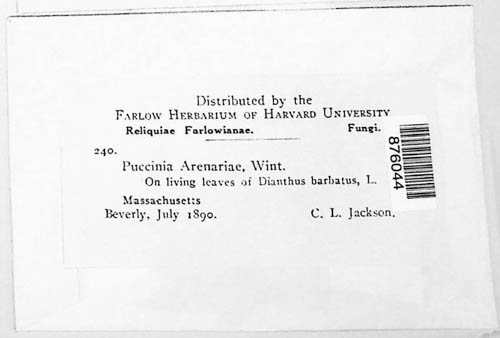 Distributed by the
FARLOW HERBARIUM OF HARVARD UNIVERSITY
Reliquiae Farlowianae. Fungi.
240.
Puccinia Arenariae, Wint.
On living leaves of Dianthus barbatus, L.
Massachusetts
Beverly, July 1890. C. L. Jackson.
876044